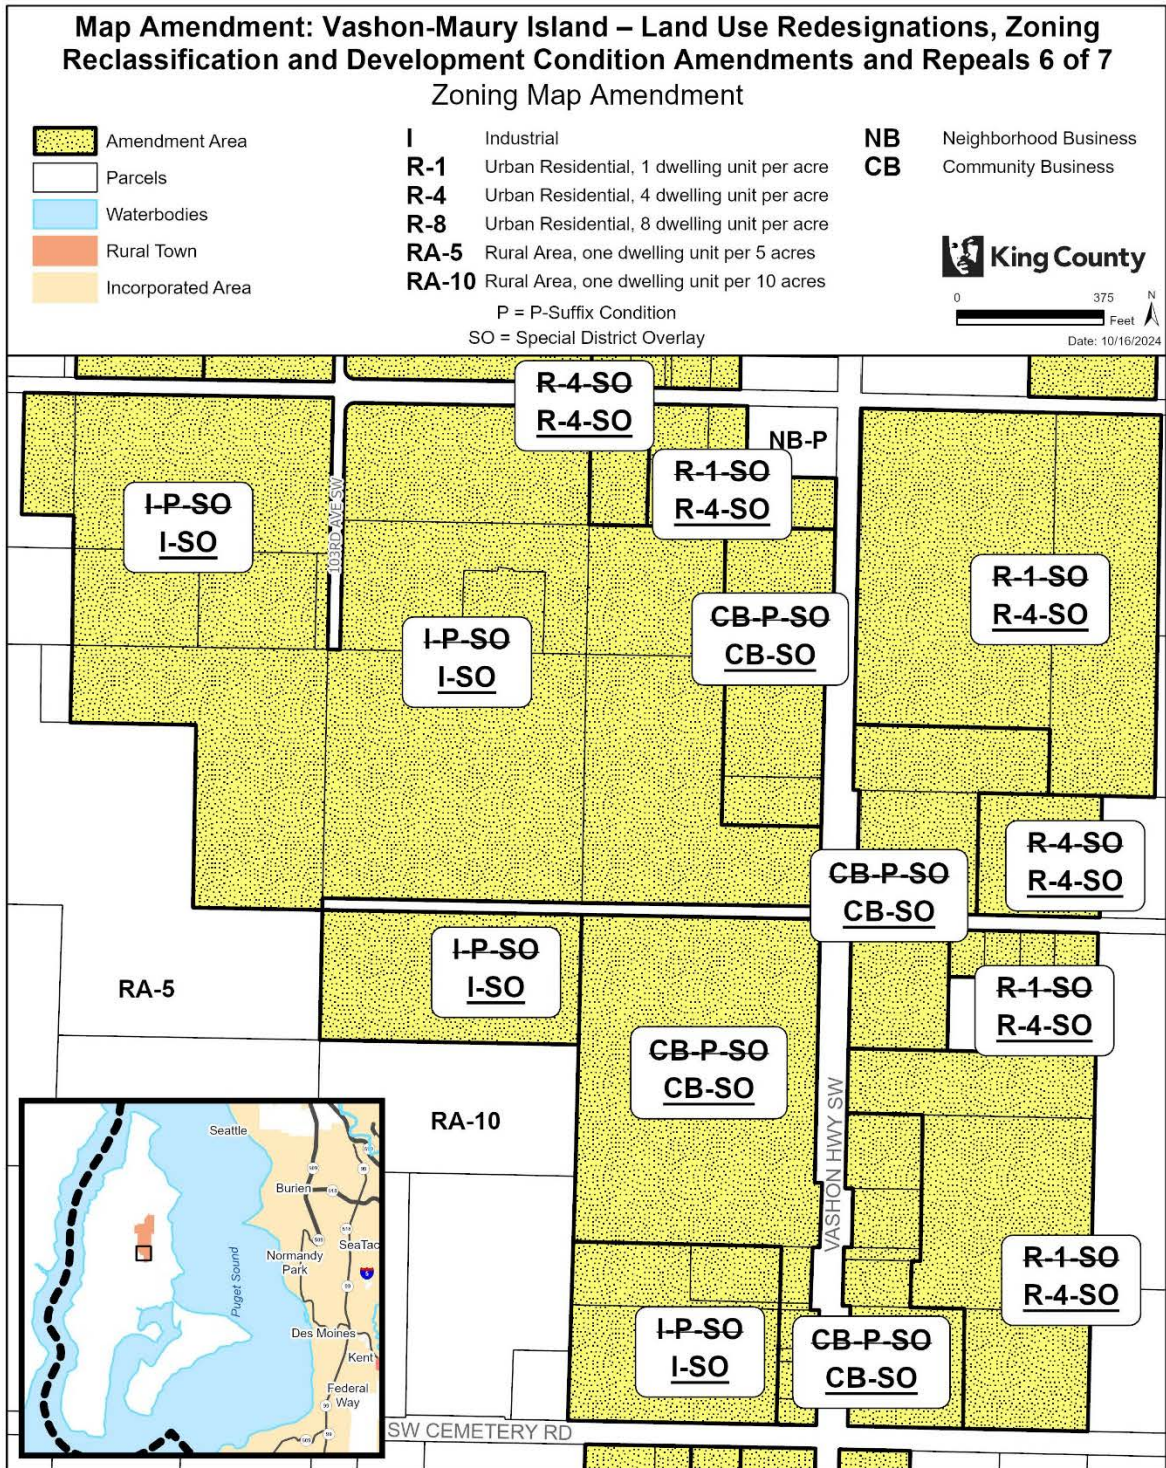 Map Amendment: Vashon-Maury Island – Land Use Redesignations, Zoning
Reclassification and Development Condition Amendments and Repeals 6 of 7
Zoning Map Amendment
Amendment Area
Parcels
Waterbodies
Rural Town
Incorporated Area
I Industrial
R-1 Urban Residential, 1 dwelling unit per acre
R-4 Urban Residential, 4 dwelling unit per acre
R-8 Urban Residential, 8 dwelling unit per acre
RA-5 Rural Area, one dwelling unit per 5 acres
RA-10 Rural Area, one dwelling unit per 10 acres
P = P-Suffix Condition
SO = Special District Overlay
NB Neighborhood Business
CB Community Business
King County
0 375
Feet
N
Date: 10/16/2024
R-4-SO
R-4-SO
NB-P
R-1-SO
R-4-SO
I-P-SO
I-SO
103RD AVE SW
R-1-SO
R-4-SO
CB-P-SO
CB-SO
I-P-SO
I-SO
R-4-SO
R-4-SO
CB-P-SO
CB-SO
I-P-SO
I-SO
RA-5
R-1-SO
R-4-SO
CB-P-SO
CB-SO
RA-10
VASHON HWY SW
R-1-SO
R-4-SO
I-P-SO
I-SO
CB-P-SO
CB-SO
SW CEMETERY RD
Seattle
Burien
SeaTac
Normandy
Park
Puget Sound
Des Moines
Kent
Federal
Way
509
518
99
5